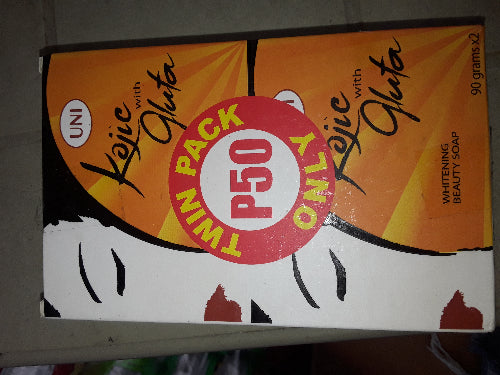 UNI
Kojic
with
Gluta
TWIN PACK
P50
ONLY
Kojic
with
Gluta
WHITENING
BEAUTY SOAP
90 grams x2